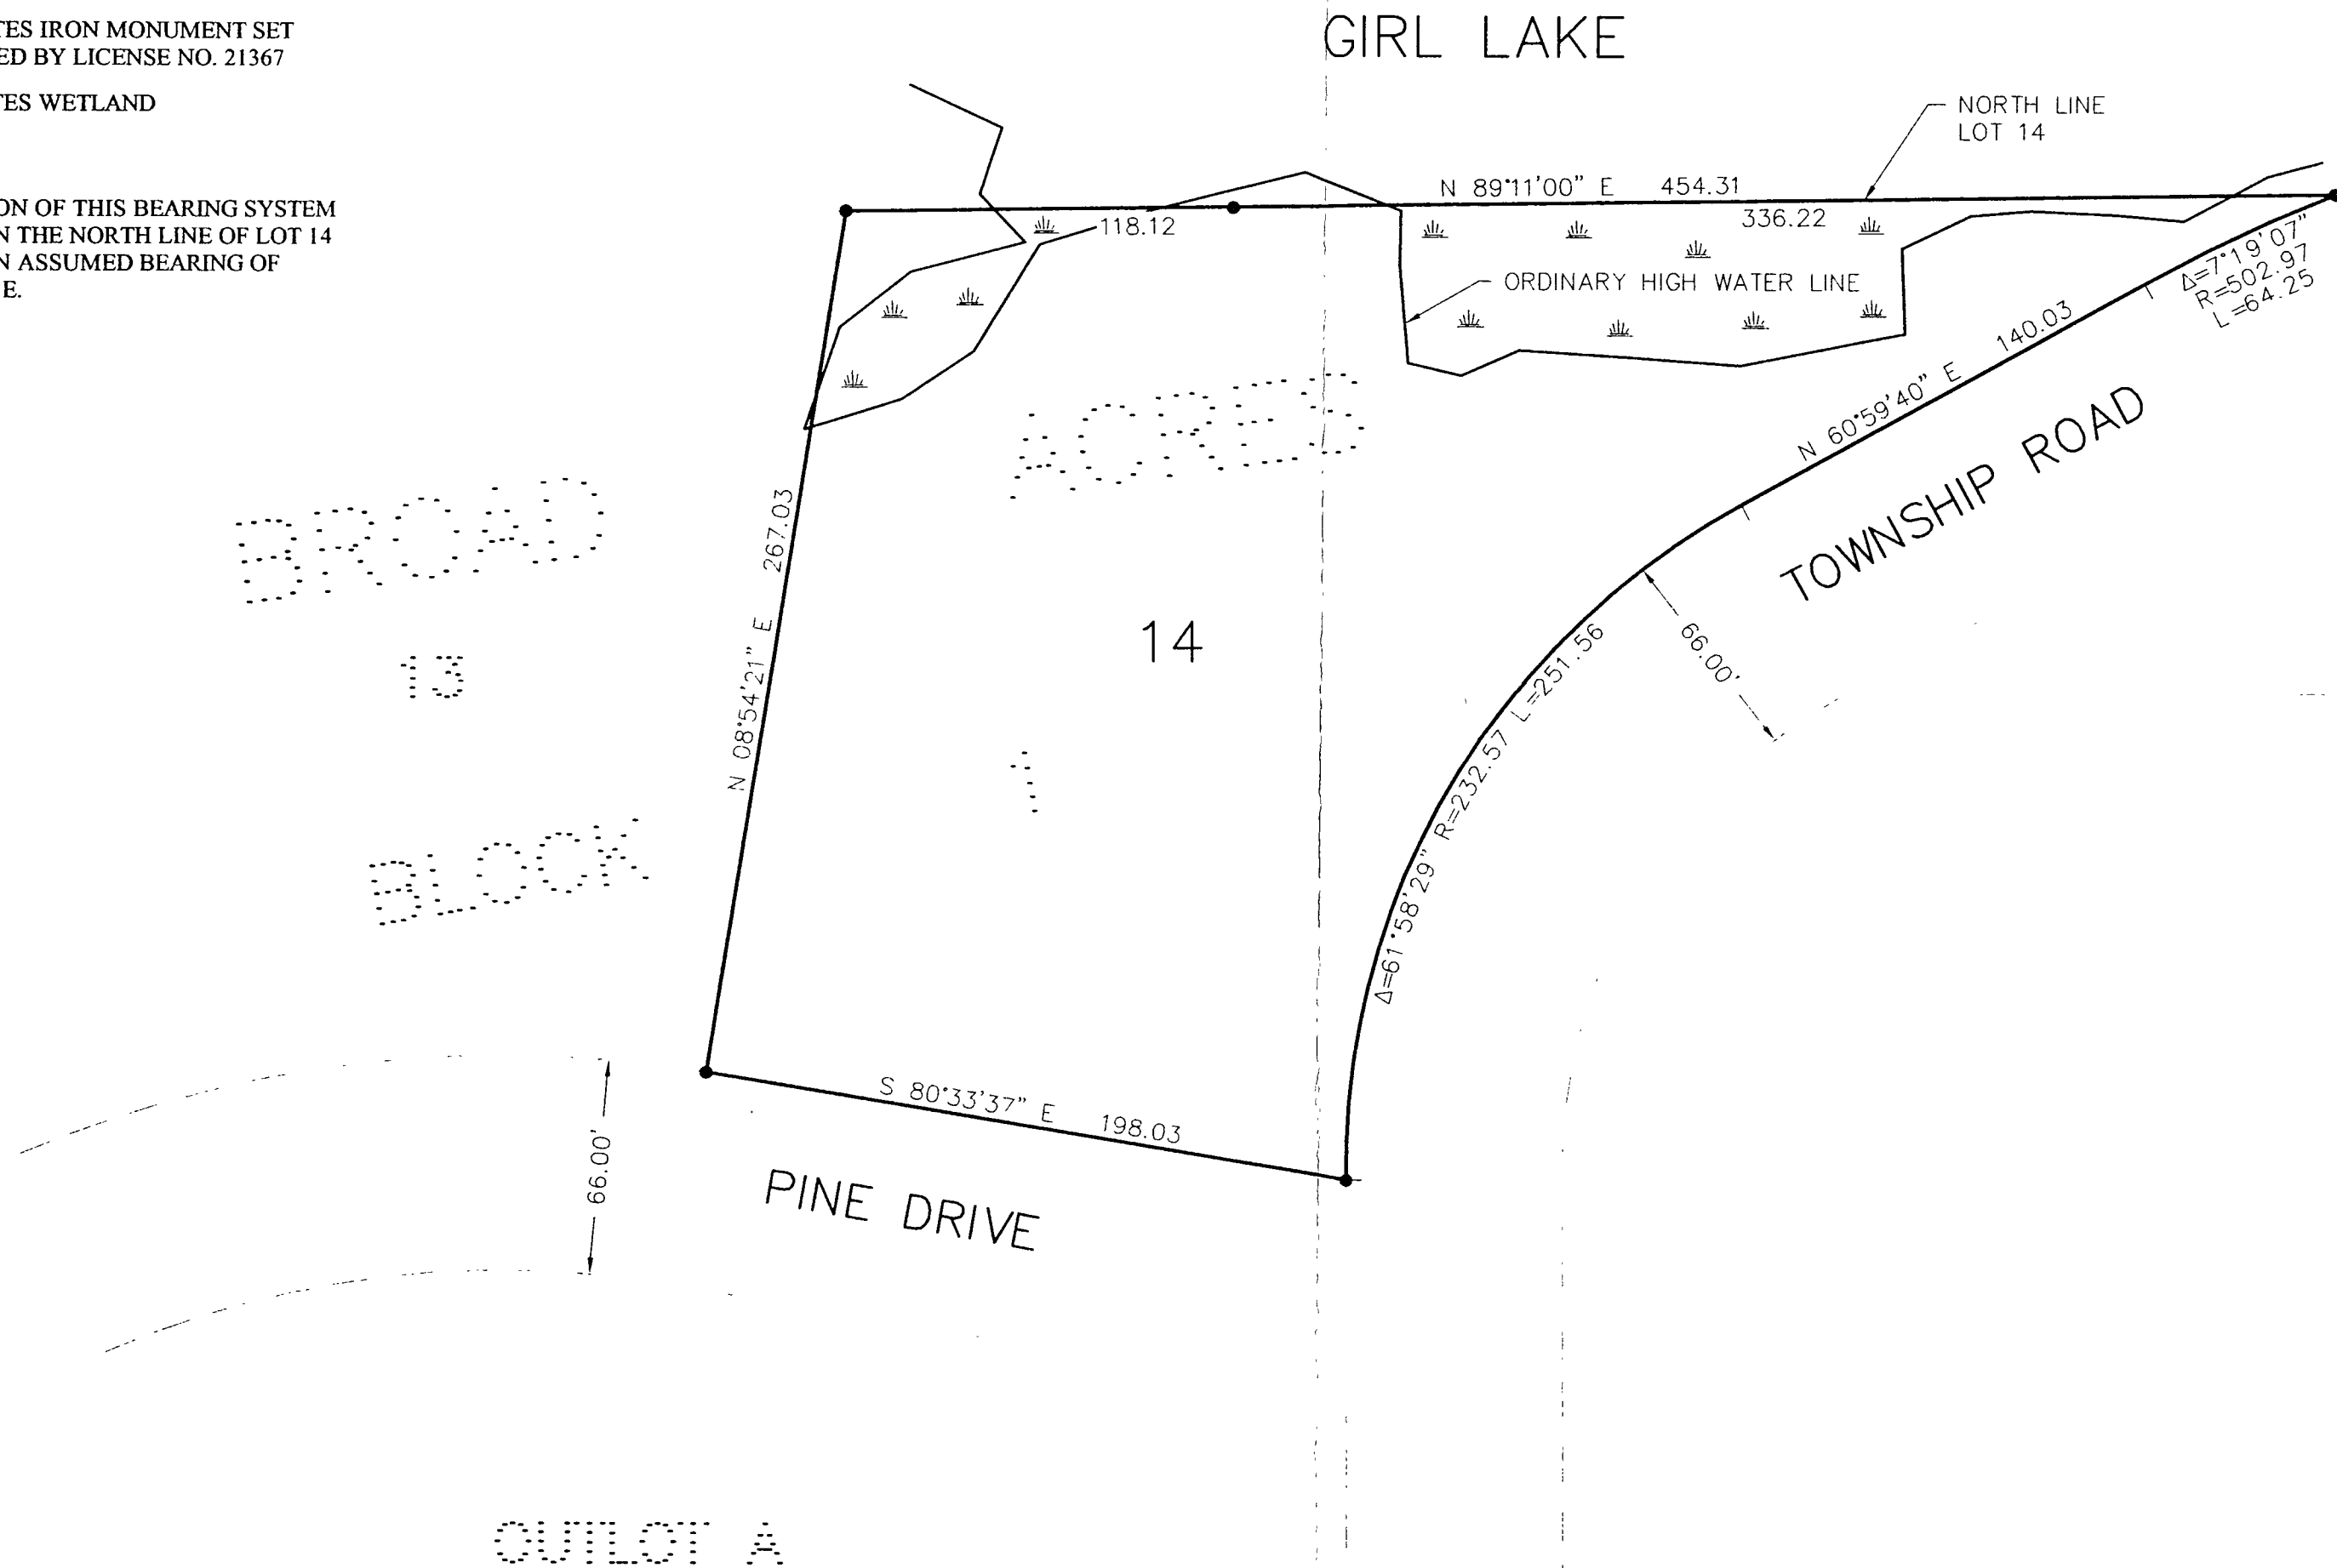 TES IRON MONUMENT SET
ED BY LICENSE NO. 21367
TES WETLAND
ON OF THIS BEARING SYSTEM
N THE NORTH LINE OF LOT 14
N ASSUMED BEARING OF
E.
GIRL LAKE
NORTH LINE
LOT 14
N 89°11'00" E 454.31
118.12
336.22
ORDINARY HIGH WATER LINE
Δ=7°19'07"
R=502.97
L=64.25
N 60°59'40" E 140.03
TOWNSHIP ROAD
66.00'
Δ=61°58'29" R=232.57 L=251.56
BROAD ACRES
N 08°54'21" E 267.03
13
14
BLOCK 1
S 80°33'37" E 198.03
PINE DRIVE
66.00'
OUTLOT A